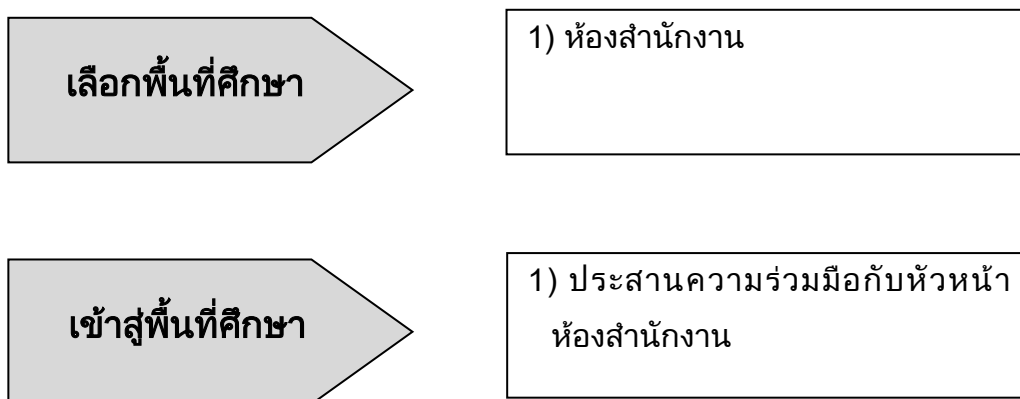 เลือกพื้นที่ศึกษา
1) ห้องสำนักงาน
เข้าสู่พื้นที่ศึกษา
1) ประสานความร่วมมือกับหัวหน้า
ห้องสำนักงาน